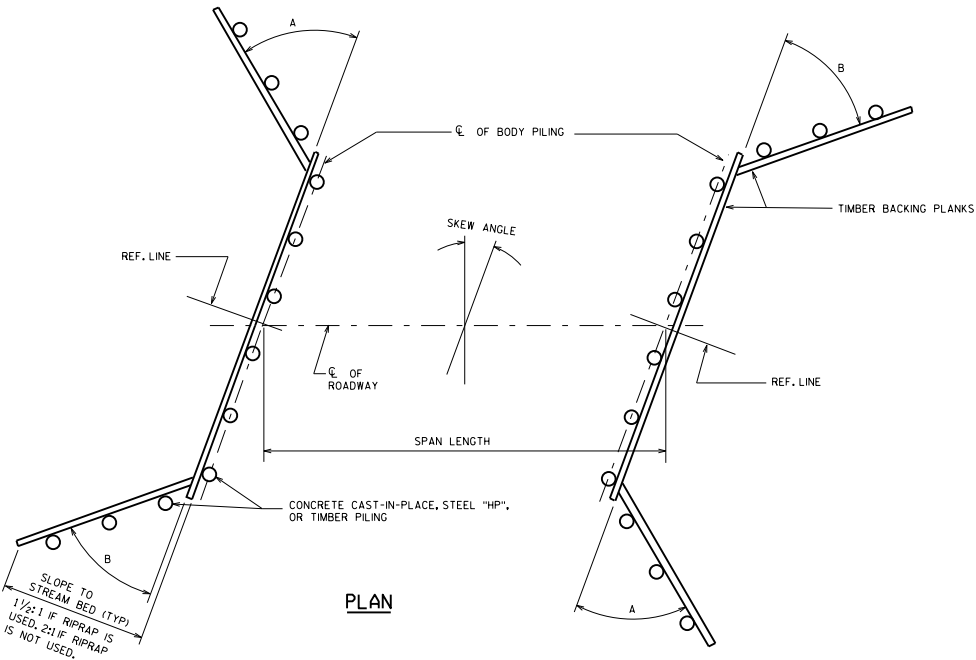 A
B
℄ OF BODY PILING
TIMBER BACKING PLANKS
SKEW ANGLE
REF. LINE
℄ OF
ROADWAY
REF. LINE
SPAN LENGTH
CONCRETE CAST-IN-PLACE, STEEL "HP",
OR TIMBER PILING
B
A
SLOPE TO
STREAM BED (TYP)
1 1/2:1 IF RIPRAP IS
USED. 2:1 IF RIPRAP
IS NOT USED.
PLAN